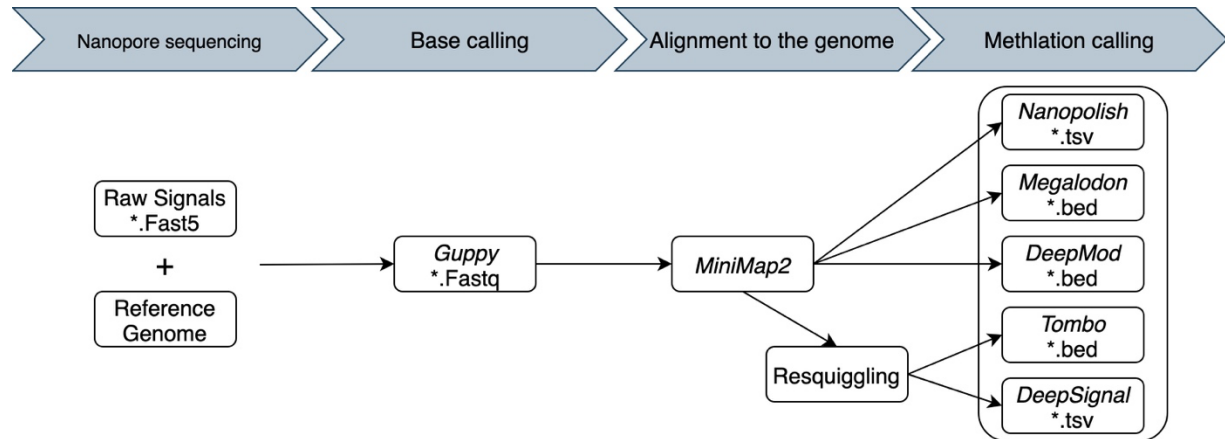 Nanopore sequencing
Base calling
Alignment to the genome
Methlation calling
Raw Signals
*.Fast5
+
Reference
Genome
Guppy
*.Fastq
MiniMap2
Resquiggling
Nanopolish
*.tsv
Megalodon
*.bed
DeepMod
*.bed
Tombo
*.bed
DeepSignal
*.tsv